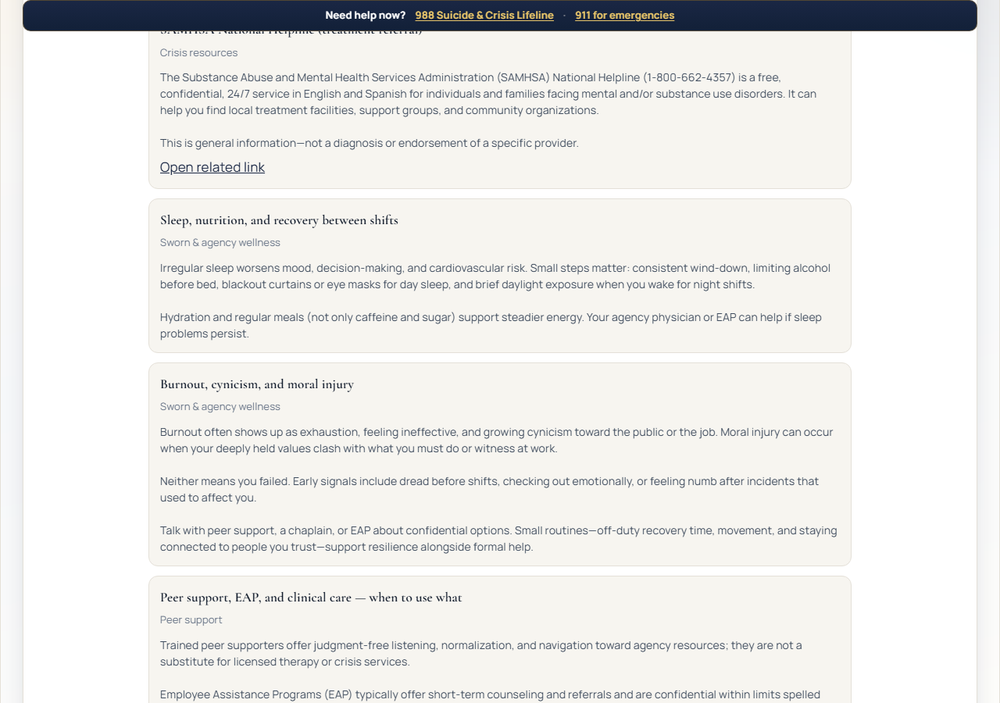 Need help now? 988 Suicide & Crisis Lifeline · 911 for emergencies
SAMHSA National Helpline (treatment referral)
Crisis resources
The Substance Abuse and Mental Health Services Administration (SAMHSA) National Helpline (1-800-662-4357) is a free,
confidential, 24/7 service in English and Spanish for individuals and families facing mental and/or substance use disorders. It can
help you find local treatment facilities, support groups, and community organizations.
This is general information—not a diagnosis or endorsement of a specific provider.
Open related link
Sleep, nutrition, and recovery between shifts
Sworn & agency wellness
Irregular sleep worsens mood, decision-making, and cardiovascular risk. Small steps matter: consistent wind-down, limiting alcohol
before bed, blackout curtains or eye masks for day sleep, and brief daylight exposure when you wake for night shifts.
Hydration and regular meals (not only caffeine and sugar) support steadier energy. Your agency physician or EAP can help if sleep
problems persist.
Burnout, cynicism, and moral injury
Sworn & agency wellness
Burnout often shows up as exhaustion, feeling ineffective, and growing cynicism toward the public or the job. Moral injury can occur
when your deeply held values clash with what you must do or witness at work.
Neither means you failed. Early signals include dread before shifts, checking out emotionally, or feeling numb after incidents that
used to affect you.
Talk with peer support, a chaplain, or EAP about confidential options. Small routines—off-duty recovery time, movement, and staying
connected to people you trust—support resilience alongside formal help.
Peer support, EAP, and clinical care — when to use what
Peer support
Trained peer supporters offer judgment-free listening, normalization, and navigation toward agency resources; they are not a
substitute for licensed therapy or crisis services.
Employee Assistance Programs (EAP) typically offer short-term counseling and referrals and are confidential within limits spelled